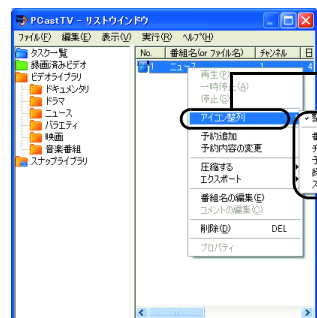 PCastTV - リストウインドウ
ファイル(F) 編集(E) 表示(V) 実行(R) ヘルプ(H)
タスク一覧
録画済みビデオ
ビデオライブラリ
ドキュメンタリ
ドラマ
ニュース
バラエティ
映画
音楽番組
スナップライブラリ
No. 番組名(or ファイル名) チャンネル 日
1 ニュース 1 4
再生(P)
一時停止(A)
停止(S)
アイコン整列
予約追加
予約内容の変更
圧縮する
エクスポート
番組名の編集(E)
コメントの編集(C)
削除(D) DEL
プロパティ